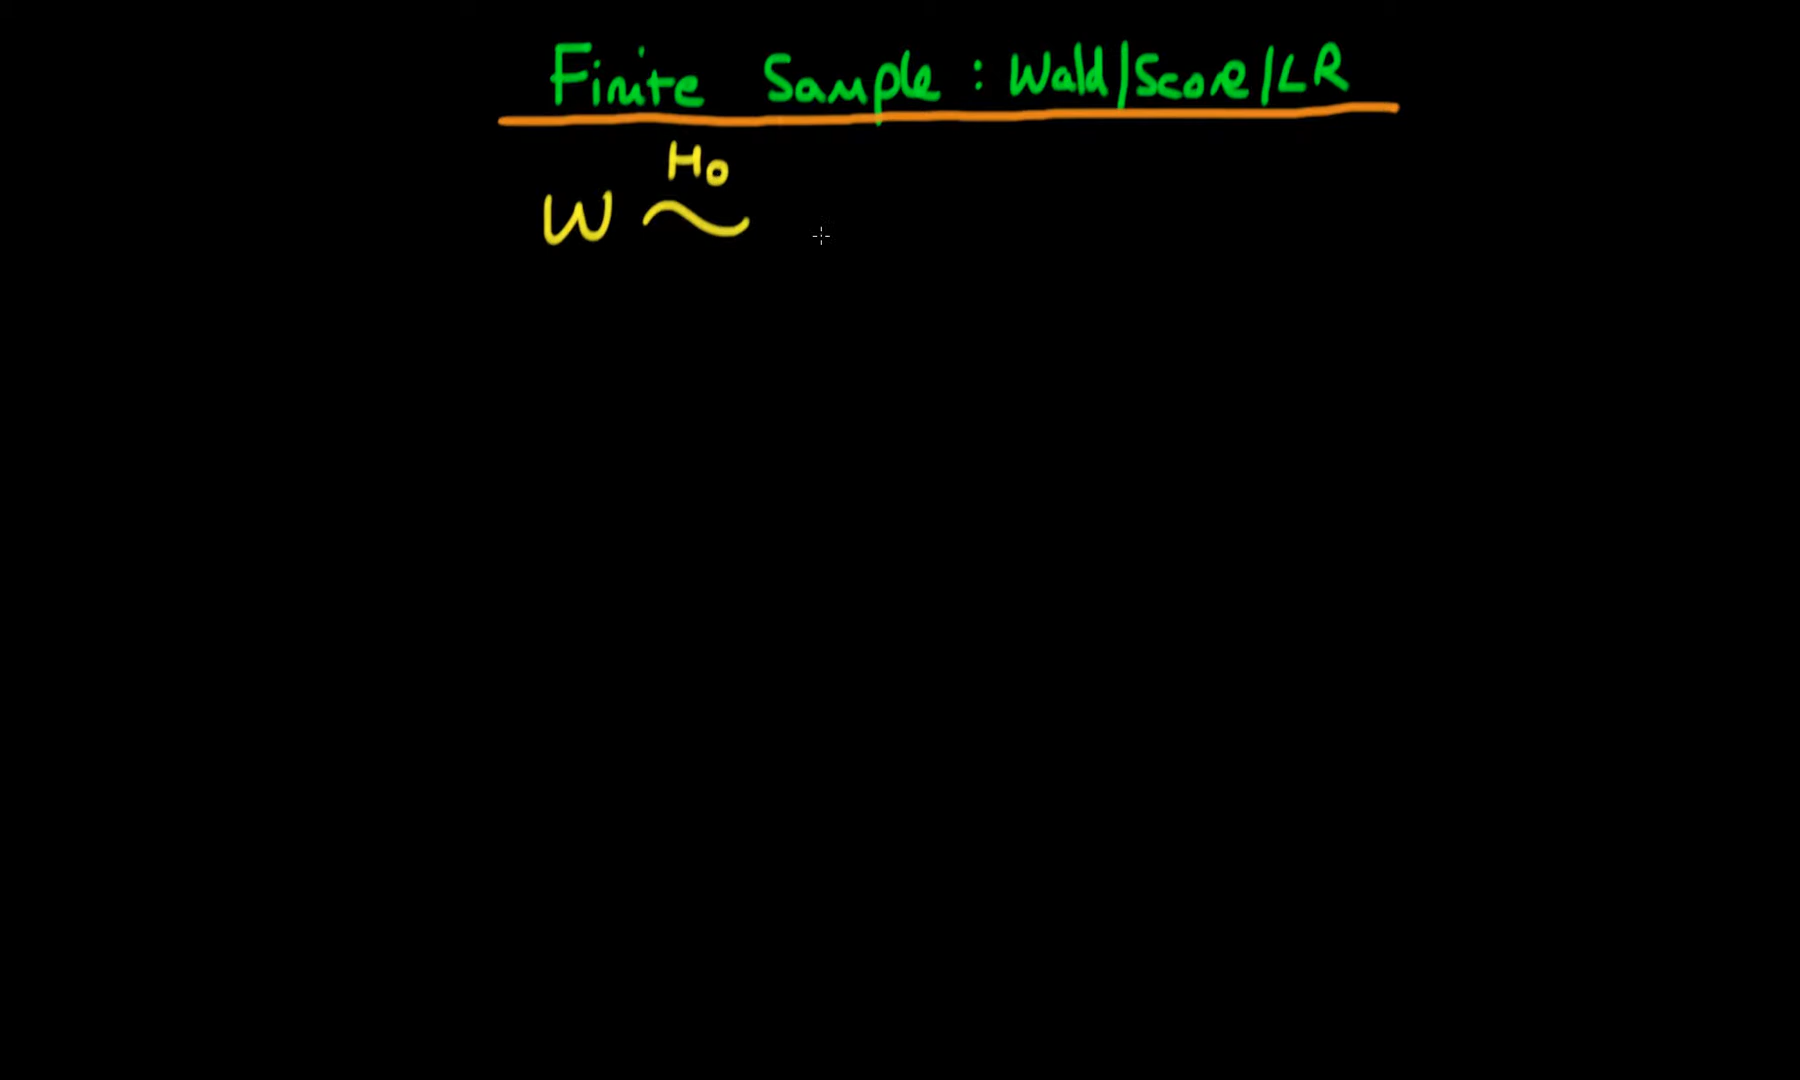 Finite Sample : Wald/Score/LR
H₀
W ~